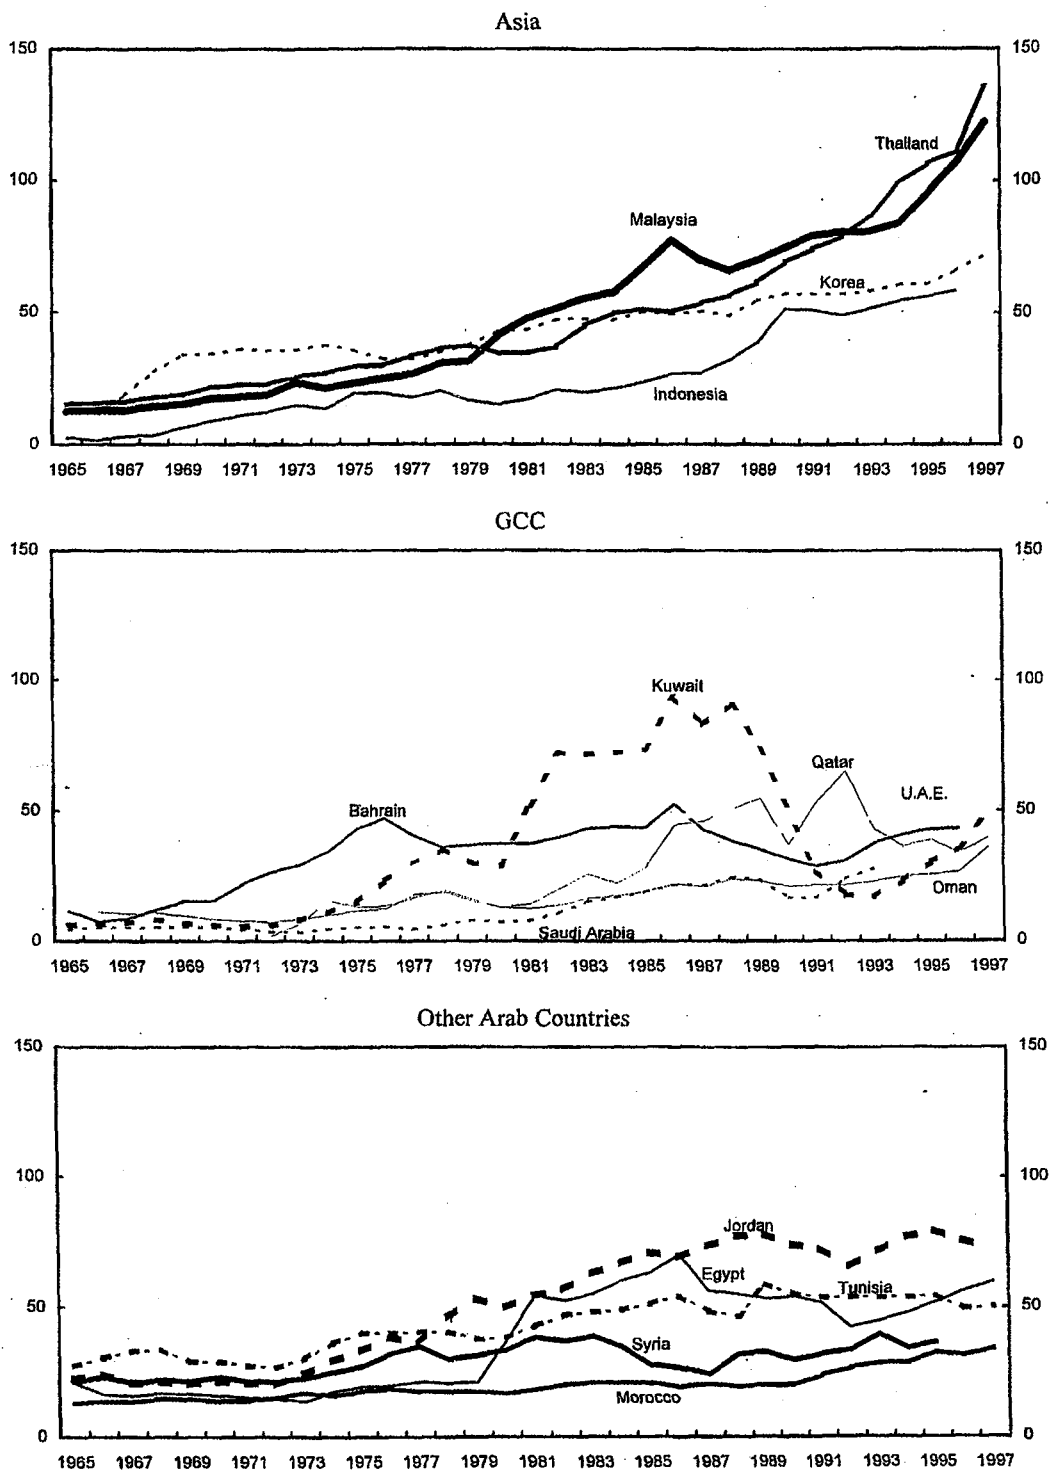 Asia
150 150
Thailand
100 100
Malaysia
Korea
50 50
Indonesia
0 0
1965 1967 1969 1971 1973 1975 1977 1979 1981 1983 1985 1987 1989 1991 1993 1995 1997
GCC
150 150
100 100
Kuwait
Qatar
U.A.E.
50 50
Bahrain
Oman
Saudi Arabia
0 0
1965 1967 1969 1971 1973 1975 1977 1979 1981 1983 1985 1987 1989 1991 1993 1995 1997
Other Arab Countries
150 150
100 100
Jordan
Egypt
Tunisia
50 50
Syria
Morocco
0 0
1965 1967 1969 1971 1973 1975 1977 1979 1981 1983 1985 1987 1989 1991 1993 1995 1997